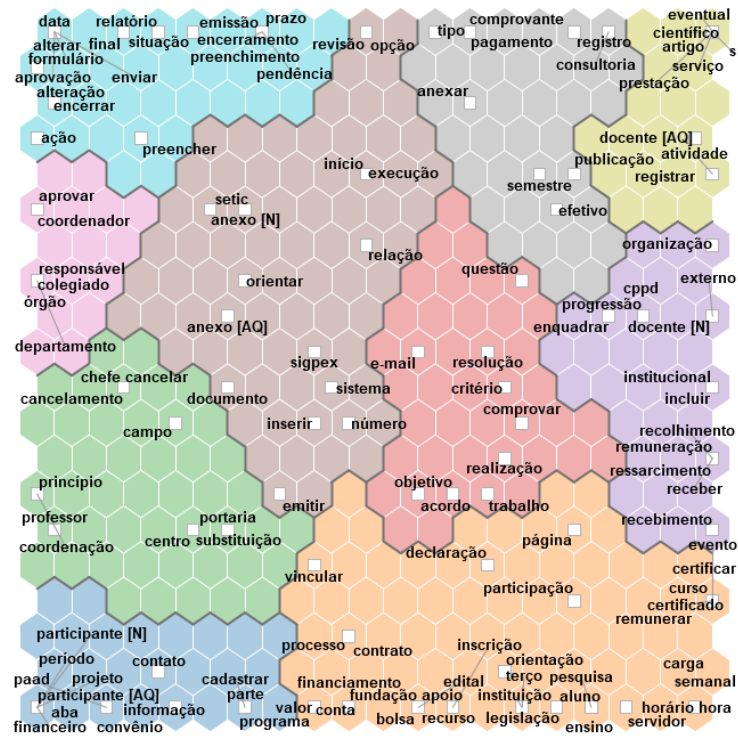 data
relatório
emissão
prazo
alterar
final
situação
encerramento
formulário
preenchimento
aprovação
enviar
pendência
alteração
encerrar
ação
preencher
revisão
opção
tipo
comprovante
pagamento
registro
consultoria
anexar
eventual
científico
artigo
s
serviço
prestação
docente [AQ]
publicação
atividade
registrar
início
execução
semestre
efetivo
aprovar
coordenador
setic
anexo [N]
relação
organização
responsável
colegiado
órgão
departamento
orientar
anexo [AQ]
questão
cppd
externo
progressão
enquadrar
docente [N]
sigpex
e-mail
resolução
chefe
cancelar
cancelamento
documento
sistema
critério
institucional
incluir
campo
inserir
número
comprovar
recolhimento
remuneração
realização
ressarcimento
receber
principio
emitir
objetivo
acordo
trabalho
professor
coordenação
portaria
centro
substituição
recebimento
página
declaração
evento
vincular
certificar
participação
curso
certificado
remunerar
participante [N]
processo
contrato
inscrição
período
contato
orientação
paad
projeto
cadastrar
financiamento
edital
terço
pesquisa
carga
semanal
participante [AQ]
parte
fundação
apoio
instituição
aluno
aba
informação
valor
conta
horário
hora
financeiro
convênio
programa
bolsa
recurso
legislação
ensino
servidor